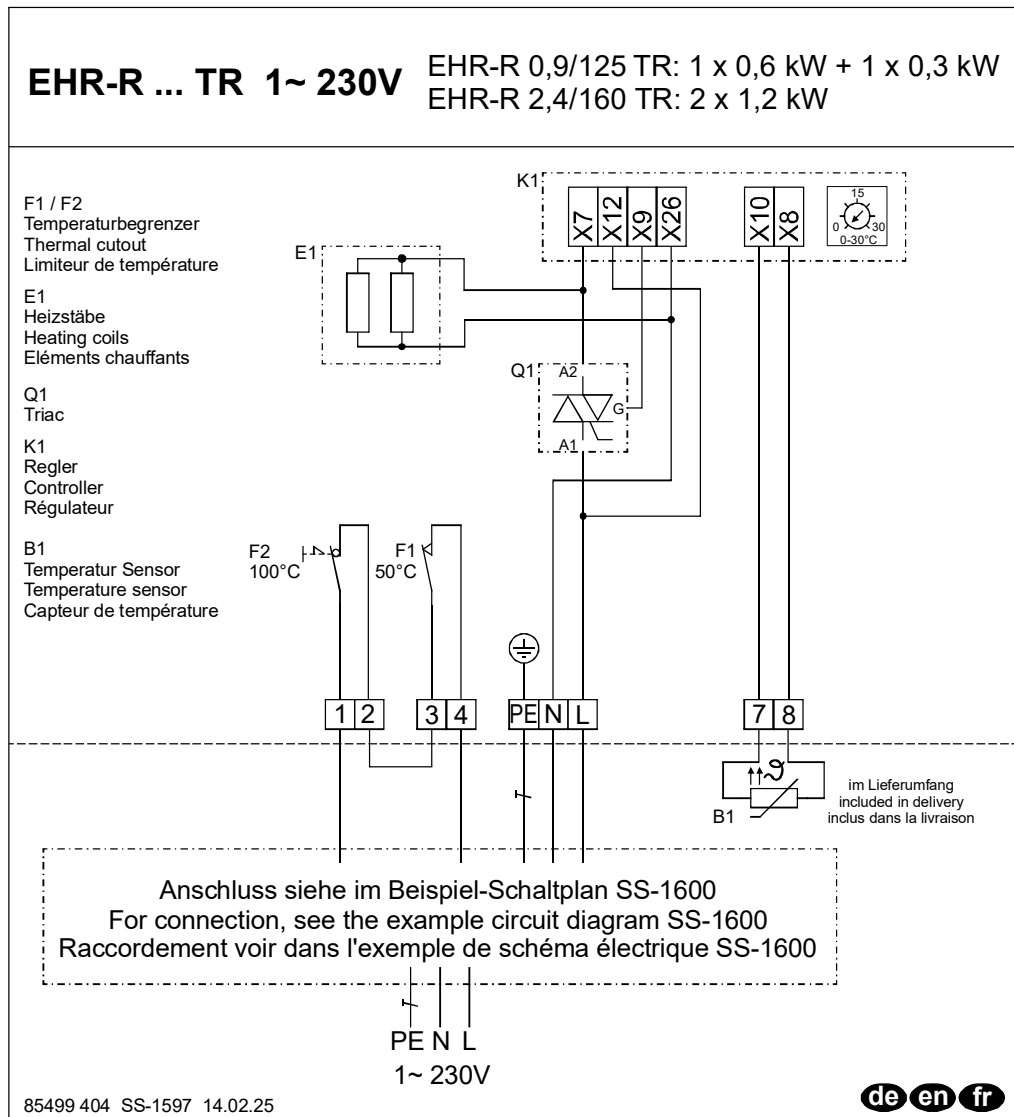 EHR-R ... TR 1~ 230V
EHR-R 0,9/125 TR: 1 x 0,6 kW + 1 x 0,3 kW
EHR-R 2,4/160 TR: 2 x 1,2 kW
F1 / F2
Temperaturbegrenzer
Thermal cutout
Limiteur de température
E1
Heizstäbe
Heating coils
Eléments chauffants
Q1
Triac
K1
Regler
Controller
Régulateur
B1
Temperatur Sensor
Temperature sensor
Capteur de température
K1
X7
X12
X9
X26
X10
X8
15
0
30
0-30°C
E1
Q1
A2
G
A1
F2
100°C
F1
50°C
1 2
3 4
PE N L
7 8
B1
im Lieferumfang
included in delivery
inclus dans la livraison
Anschluss siehe im Beispiel-Schaltplan SS-1600
For connection, see the example circuit diagram SS-1600
Raccordement voir dans l'exemple de schéma électrique SS-1600
PE N L
1~ 230V
85499 404 SS-1597 14.02.25
de en fr